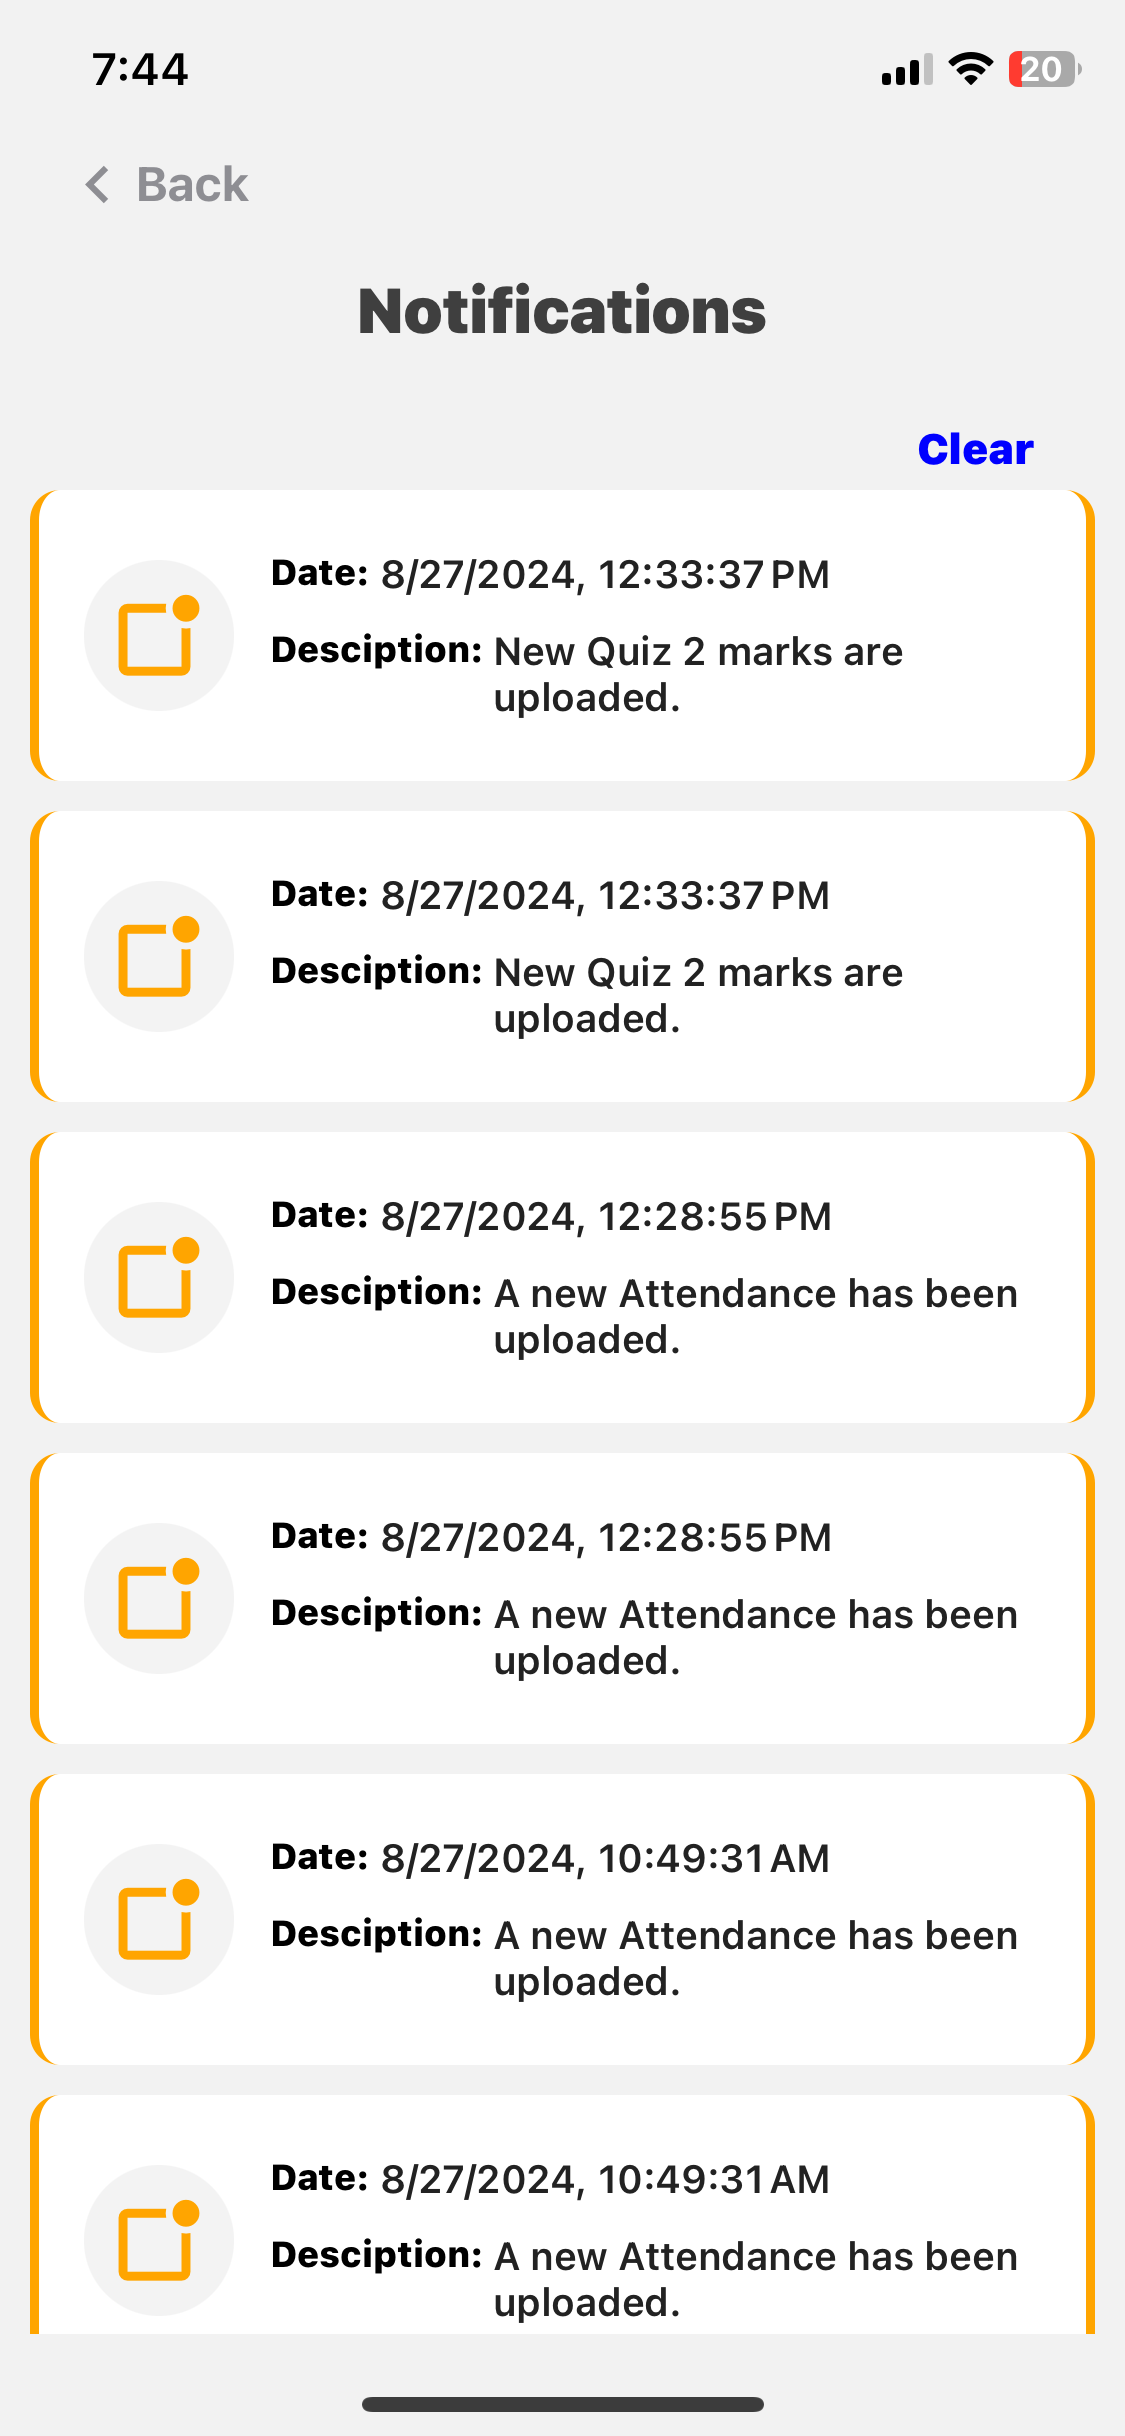 7:44
20
Back
Notifications
Clear
Date: 8/27/2024, 12:33:37 PM
Desciption: New Quiz 2 marks are
uploaded.
Date: 8/27/2024, 12:33:37 PM
Desciption: New Quiz 2 marks are
uploaded.
Date: 8/27/2024, 12:28:55 PM
Desciption: A new Attendance has been
uploaded.
Date: 8/27/2024, 12:28:55 PM
Desciption: A new Attendance has been
uploaded.
Date: 8/27/2024, 10:49:31 AM
Desciption: A new Attendance has been
uploaded.
Date: 8/27/2024, 10:49:31 AM
Desciption: A new Attendance has been
uploaded.